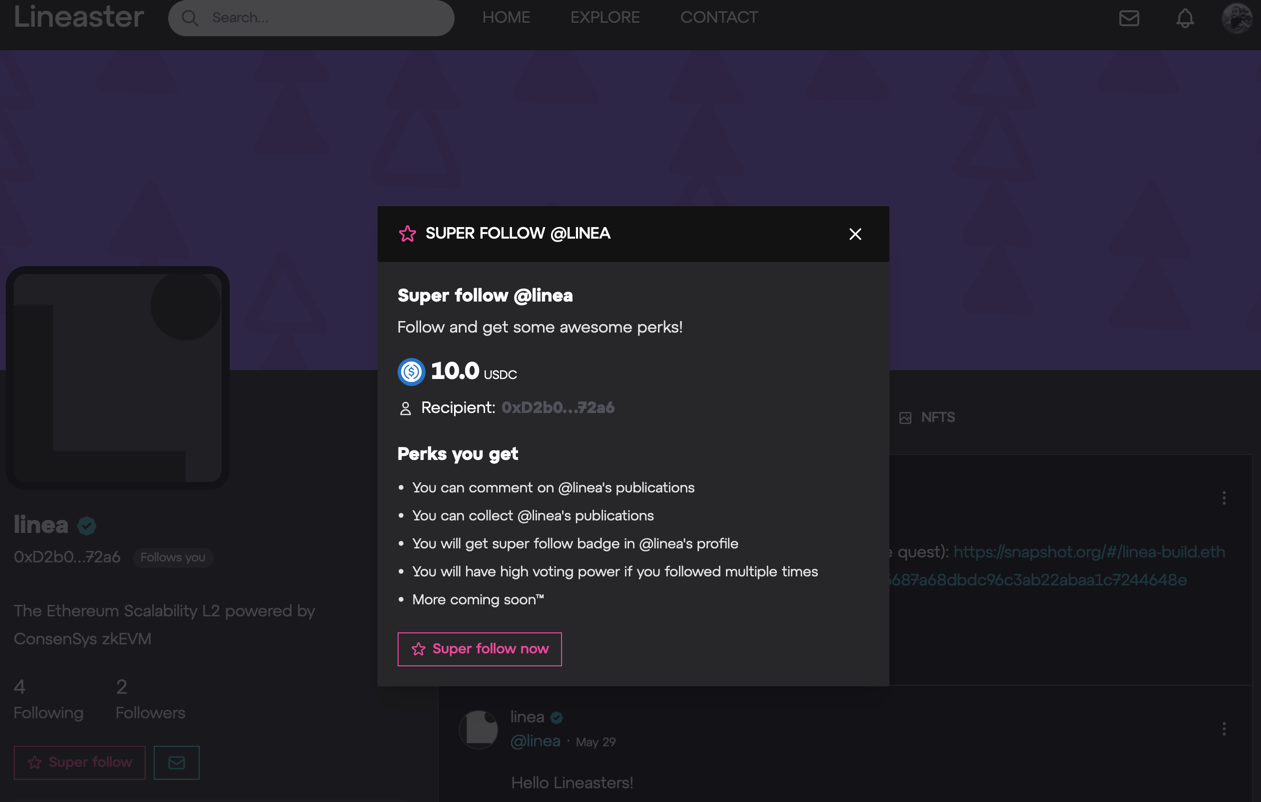 Lineaster
Search...
HOME
EXPLORE
CONTACT
SUPER FOLLOW @LINEA
Super follow @linea
Follow and get some awesome perks!
10.0 USDC
Recipient: 0xD2b0...72a6
Perks you get
• You can comment on @linea's publications
• You can collect @linea's publications
• You will get super follow badge in @linea's profile
• You will have high voting power if you followed multiple times
• More coming soon™
Super follow now
linea
0xD2b0...72a6 Follows you
The Ethereum Scalability L2 powered by
ConsenSys zkEVM
4
Following
2
Followers
Super follow
NFTS
quest): https://snapshot.org/#/linea-build.eth
687a68dbdc96c3ab22abaa1c7244648e
linea
@linea · May 29
Hello Lineasters!